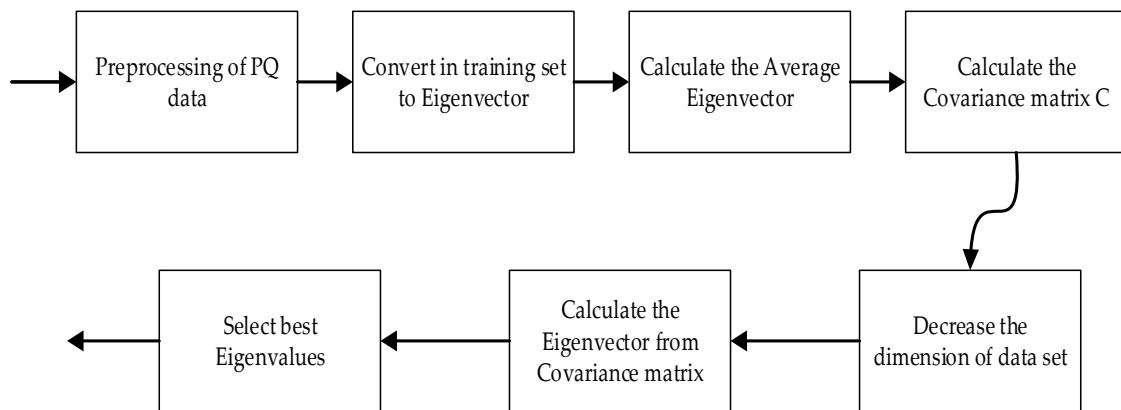 Preprocessing of PQ
data
Convert in training set
to Eigenvector
Calculate the Average
Eigenvector
Calculate the
Covariance matrix C
Select best
Eigenvalues
Calculate the
Eigenvector from
Covariance matrix
Decrease the
dimension of data set